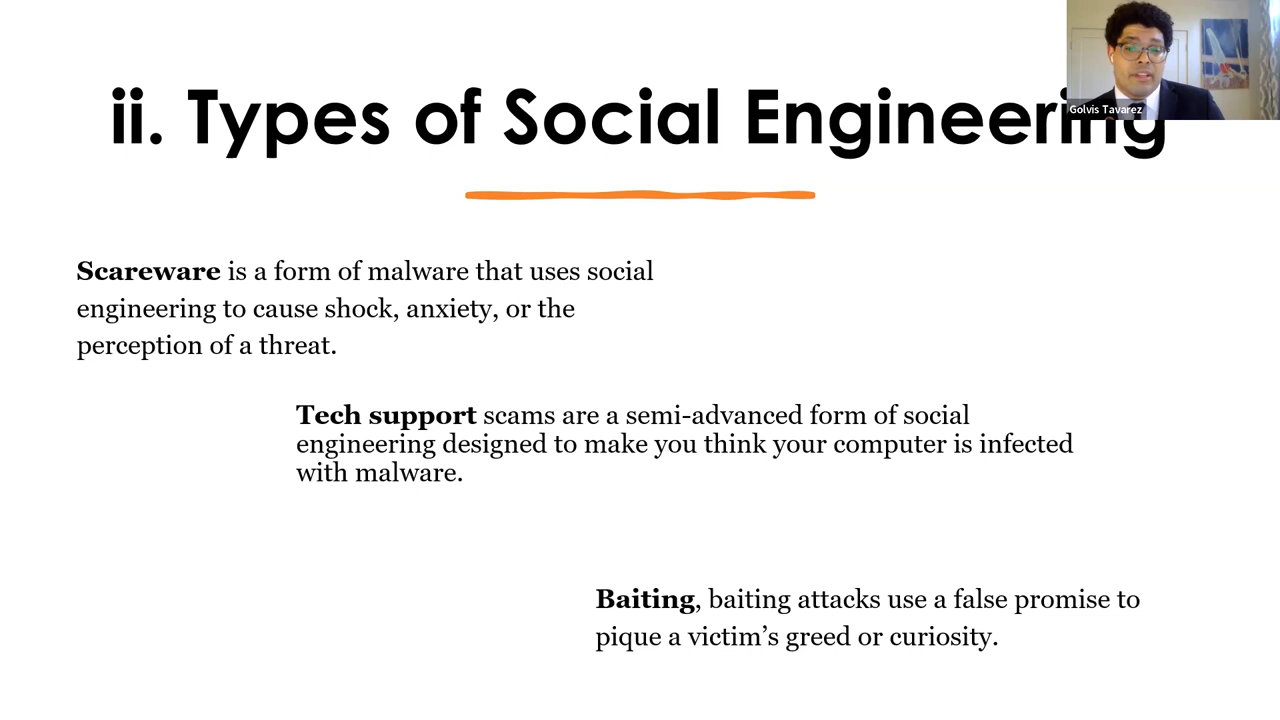 ii. Types of Social Engineering
Golvis Tavarez
Scareware is a form of malware that uses social
engineering to cause shock, anxiety, or the
perception of a threat.
Tech support scams are a semi-advanced form of social
engineering designed to make you think your computer is infected
with malware.
Baiting, baiting attacks use a false promise to
pique a victim’s greed or curiosity.